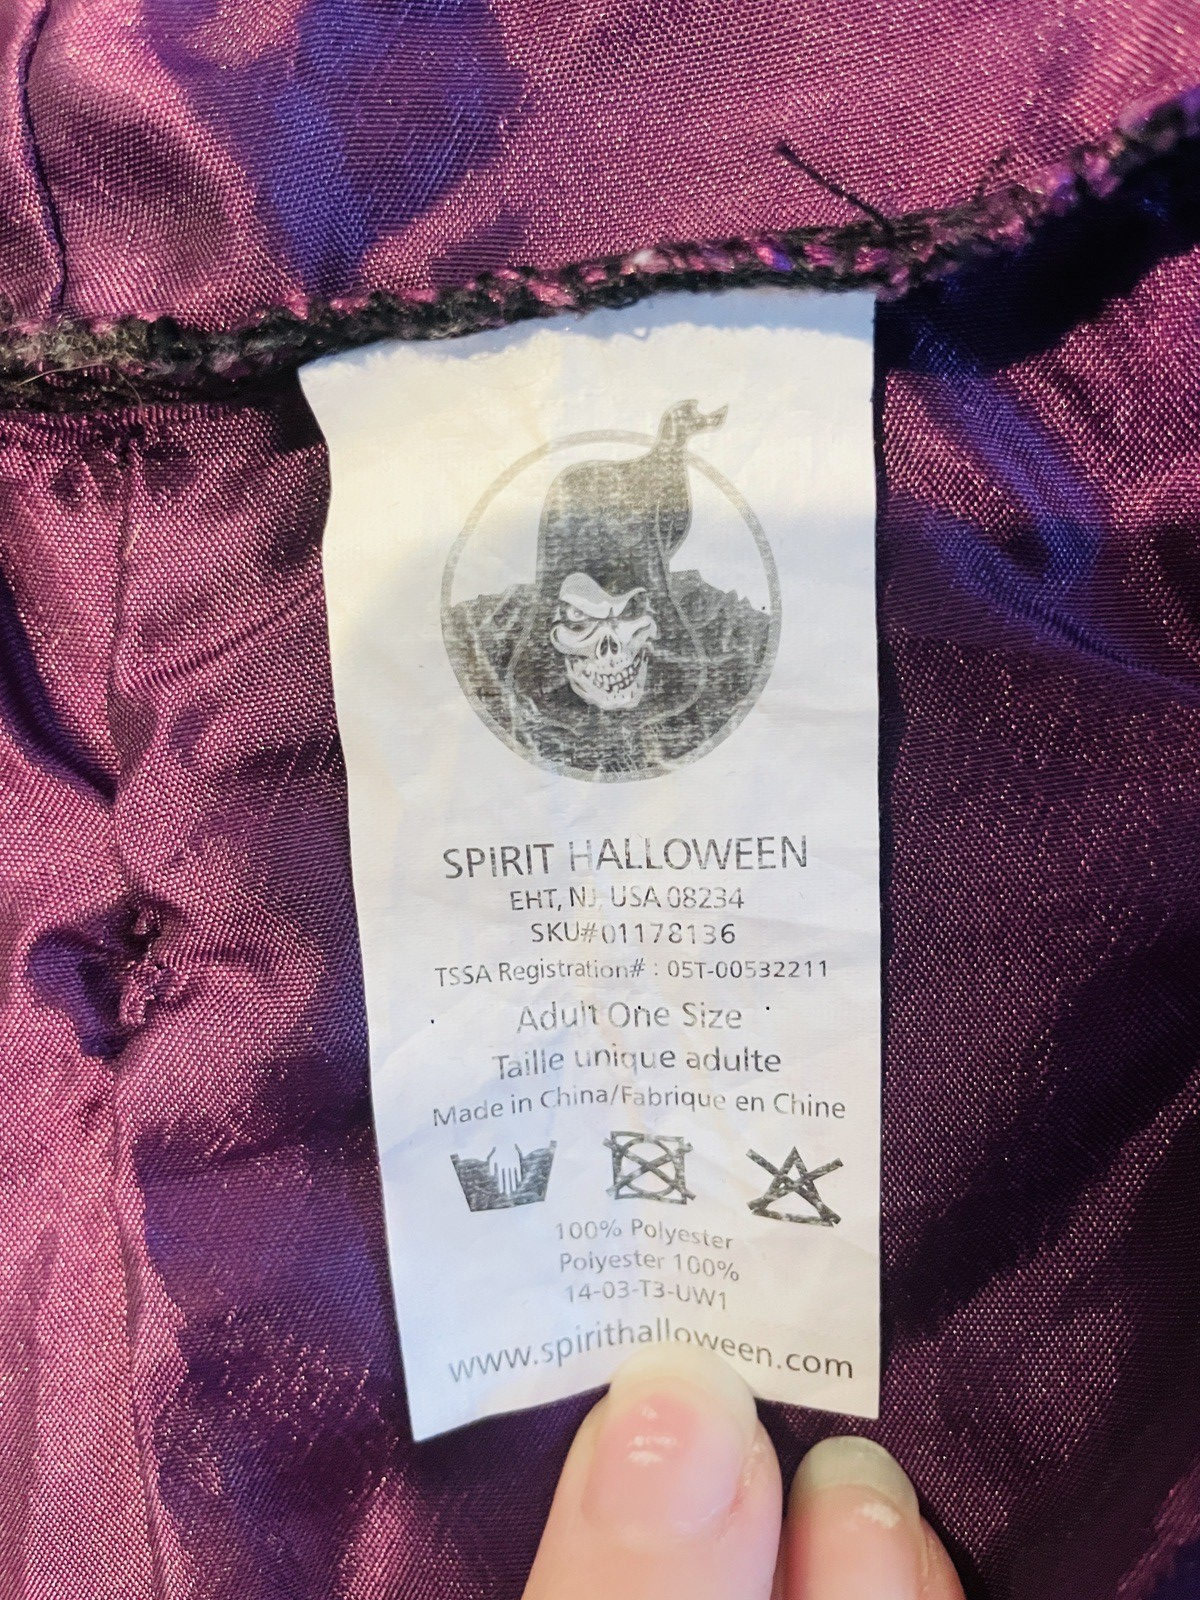 SPIRIT HALLOWEEN
EHT, NJ, USA 08234
SKU#01178136
TSSA Registration# : 05T-00532211
Adult One Size
Taille unique adulte
Made in China/Fabrique en Chine
100% Polyester
Polyester 100%
14-03-T3-UW1
www.spirithalloween.com